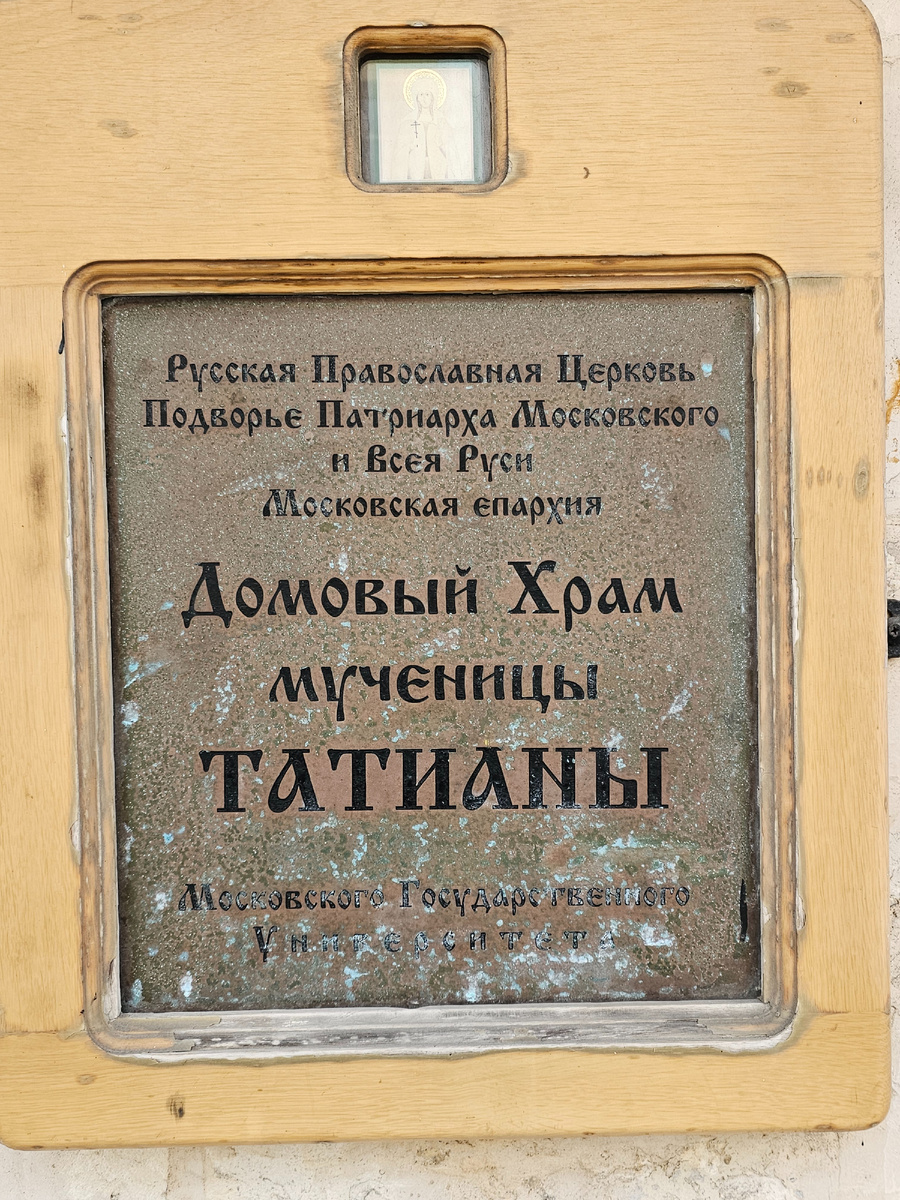 Русская Православная Церковь
Подворье Патриарха Московского
и Всея Руси
Московская епархия
Домовый Храм
мученицы
ТАТИАНЫ
Московского Государственного
Университета